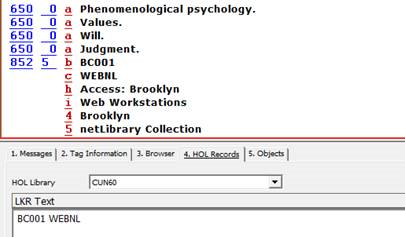 650 0 a Phenomenological psychology.
650 0 a Values.
650 0 a Will.
650 0 a Judgment.
852 5 b BC001
c WEBNL
h Access: Brooklyn
i Web Workstations
4 Brooklyn
5 netLibrary Collection
1. Messages 2. Tag Information 3. Browser 4. HOL Records 5. Objects
HOL Library CUN60
LKR Text
BC001 WEBNL